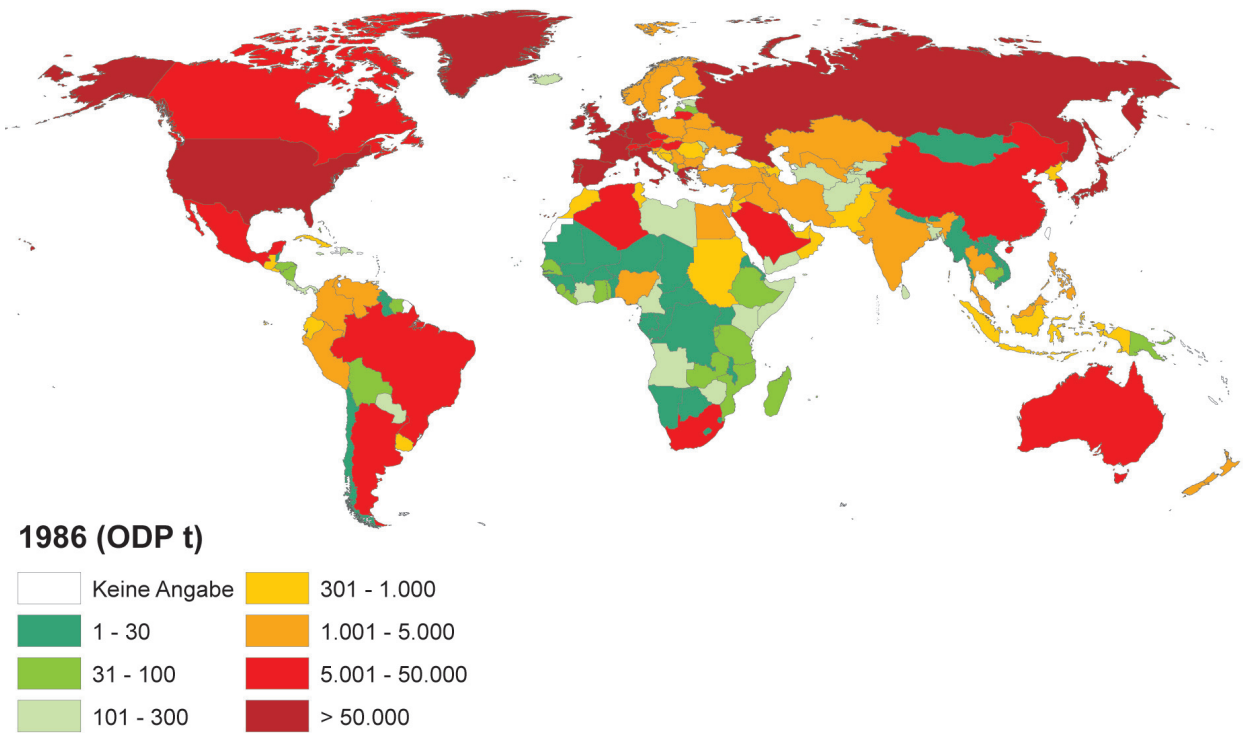 1986 (ODP t)
Keine Angabe
1 - 30
31 - 100
101 - 300
301 - 1.000
1.001 - 5.000
5.001 - 50.000
> 50.000